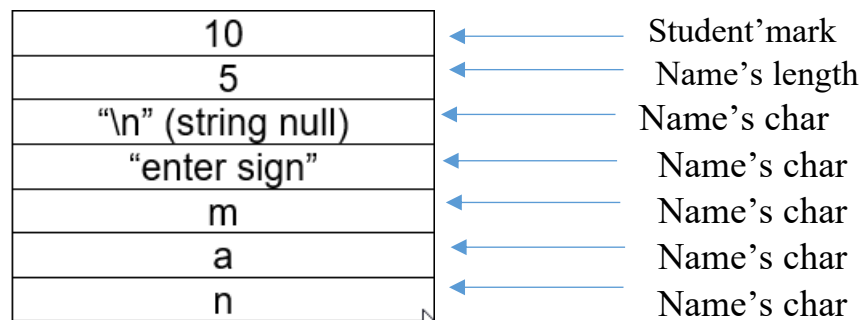 10 Student’mark
5 Name’s length
“\n” (string null) Name’s char
“enter sign” Name’s char
m Name’s char
a Name’s char
n Name’s char